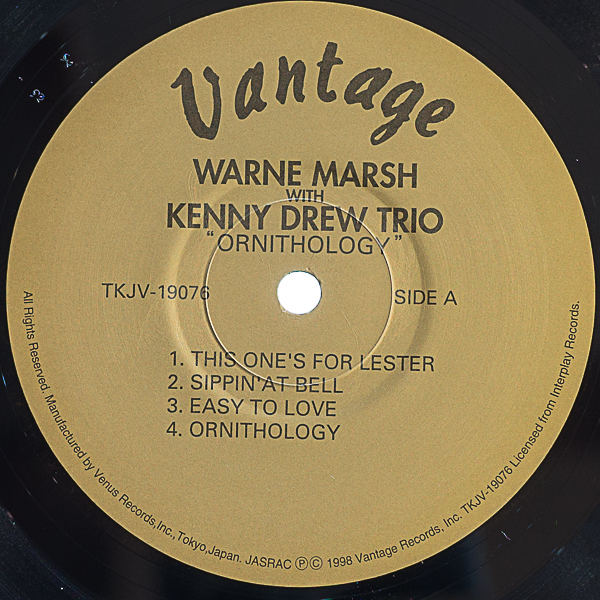 Vantage
WARNE MARSH
WITH
KENNY DREW TRIO
"ORNITHOLOGY"
TKJV-19076
SIDE A
1. THIS ONE'S FOR LESTER
2. SIPPIN'AT BELL
3. EASY TO LOVE
4. ORNITHOLOGY
All Rights Reserved. Manufactured by Venus Records,Inc.,Tokyo,Japan. JASRAC ⓅⒸ 1998 Vantage Records, Inc. TKJV-19076 Licensed from Interplay Records.